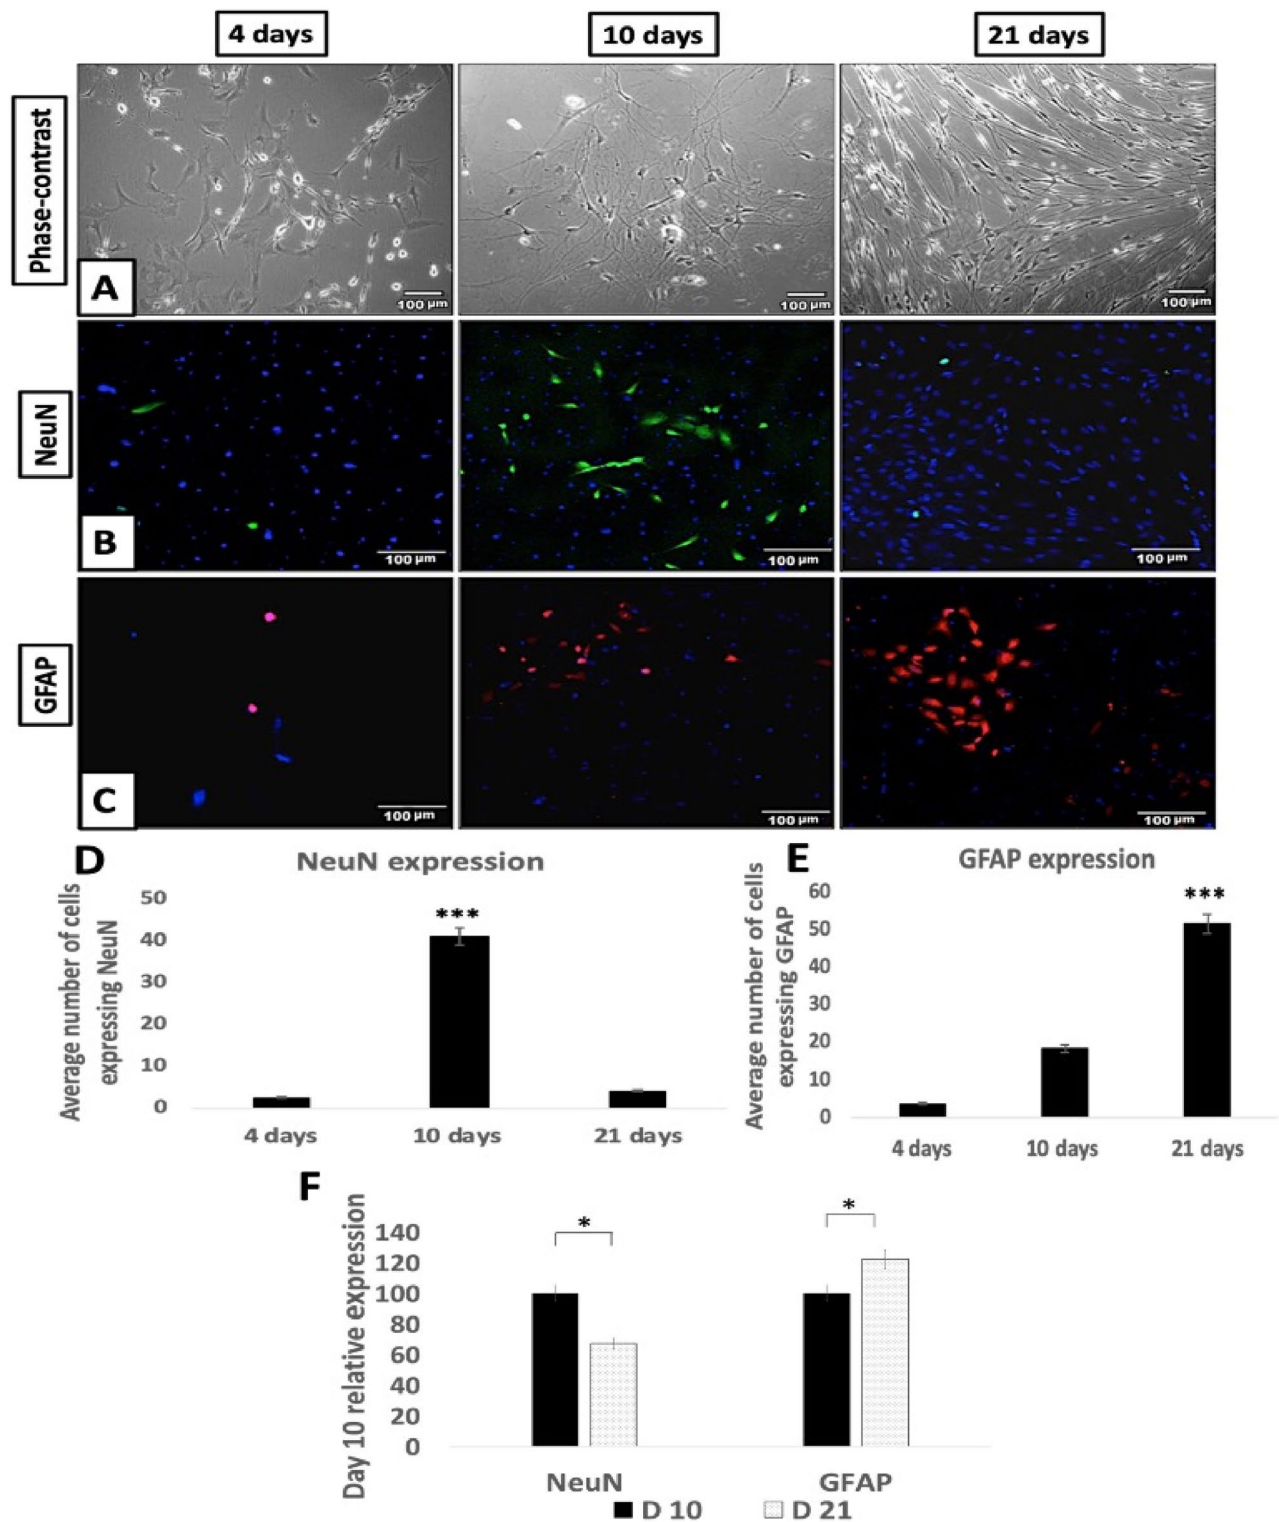 4 days
10 days
21 days
Phase-contrast
A
100 µm
100 µm
100 µm
NeuN
B
100 µm
100 µm
100 µm
GFAP
C
100 µm
100 µm
100 µm
D
NeuN expression
Average number of cells
expressing NeuN
50
40
30
20
10
0
***
4 days
10 days
21 days
E
GFAP expression
Average number of cells
expressing GFAP
60
50
40
30
20
10
0
***
4 days
10 days
21 days
F
Day 10 relative expression
140
120
100
80
60
40
20
0
*
*
NeuN
GFAP
D 10
D 21